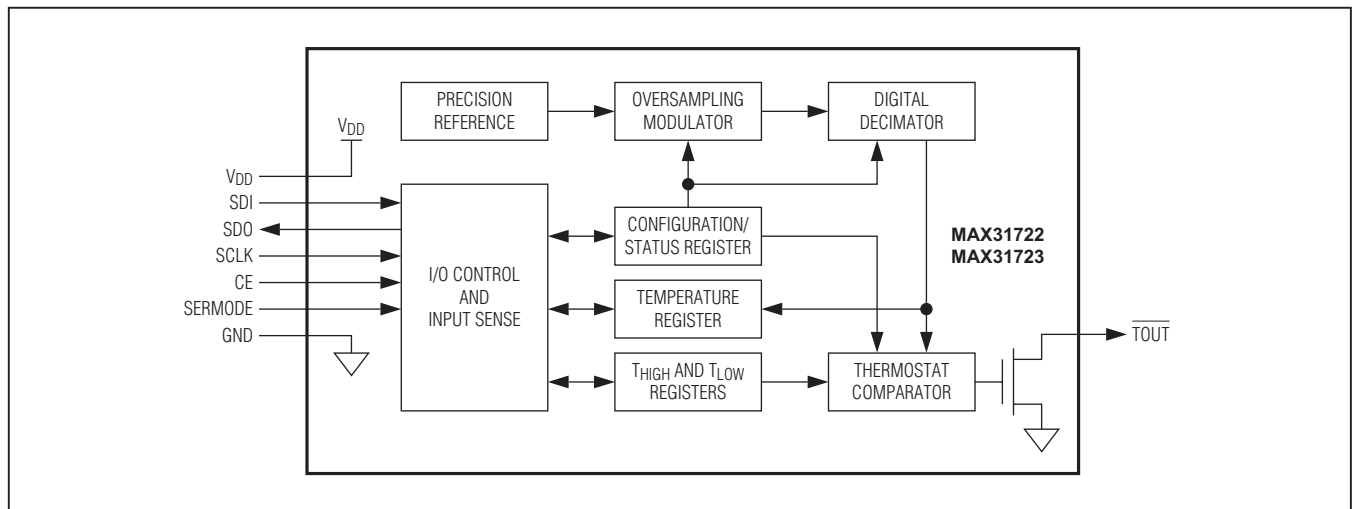 PRECISION
REFERENCE
OVERSAMPLING
MODULATOR
DIGITAL
DECIMATOR
VDD
VDD
SDI
SDO
SCLK
CE
SERMODE
GND
I/O CONTROL
AND
INPUT SENSE
CONFIGURATION/
STATUS REGISTER
MAX31722
MAX31723
TEMPERATURE
REGISTER
THIGH AND TLOW
REGISTERS
THERMOSTAT
COMPARATOR
TOUT